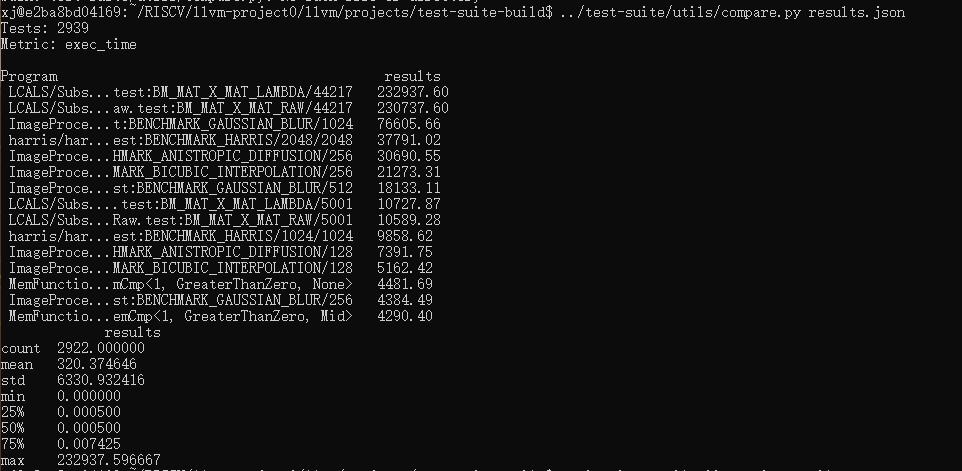 xj@e2ba8bd04169:~/RISCV/llvm-project0/llvm/projects/test-suite-build$ ../test-suite/utils/compare.py results.json
Tests: 2939
Metric: exec_time
Program results
LCALS/Subs...test:BM_MAT_X_MAT_LAMBDA/44217 232937.60
LCALS/Subs...aw.test:BM_MAT_X_MAT_RAW/44217 230737.60
ImageProce...t:BENCHMARK_GAUSSIAN_BLUR/1024 76605.66
harris/har...est:BENCHMARK_HARRIS/2048/2048 37791.02
ImageProce...HMARK_ANISTROPIC_DIFFUSION/256 30690.55
ImageProce...MARK_BICUBIC_INTERPOLATION/256 21273.31
ImageProce...st:BENCHMARK_GAUSSIAN_BLUR/512 18133.11
LCALS/Subs....test:BM_MAT_X_MAT_LAMBDA/5001 10727.87
LCALS/Subs...Raw.test:BM_MAT_X_MAT_RAW/5001 10589.28
harris/har...est:BENCHMARK_HARRIS/1024/1024 9858.62
ImageProce...HMARK_ANISTROPIC_DIFFUSION/128 7391.75
ImageProce...MARK_BICUBIC_INTERPOLATION/128 5162.42
MemFunctio...mCmp<1, GreaterThanZero, None> 4481.69
ImageProce...st:BENCHMARK_GAUSSIAN_BLUR/256 4384.49
MemFunctio...emCmp<1, GreaterThanZero, Mid> 4290.40
results
count 2922.000000
mean 320.374646
std 6330.932416
min 0.000000
25% 0.000500
50% 0.000500
75% 0.007425
max 232937.596667